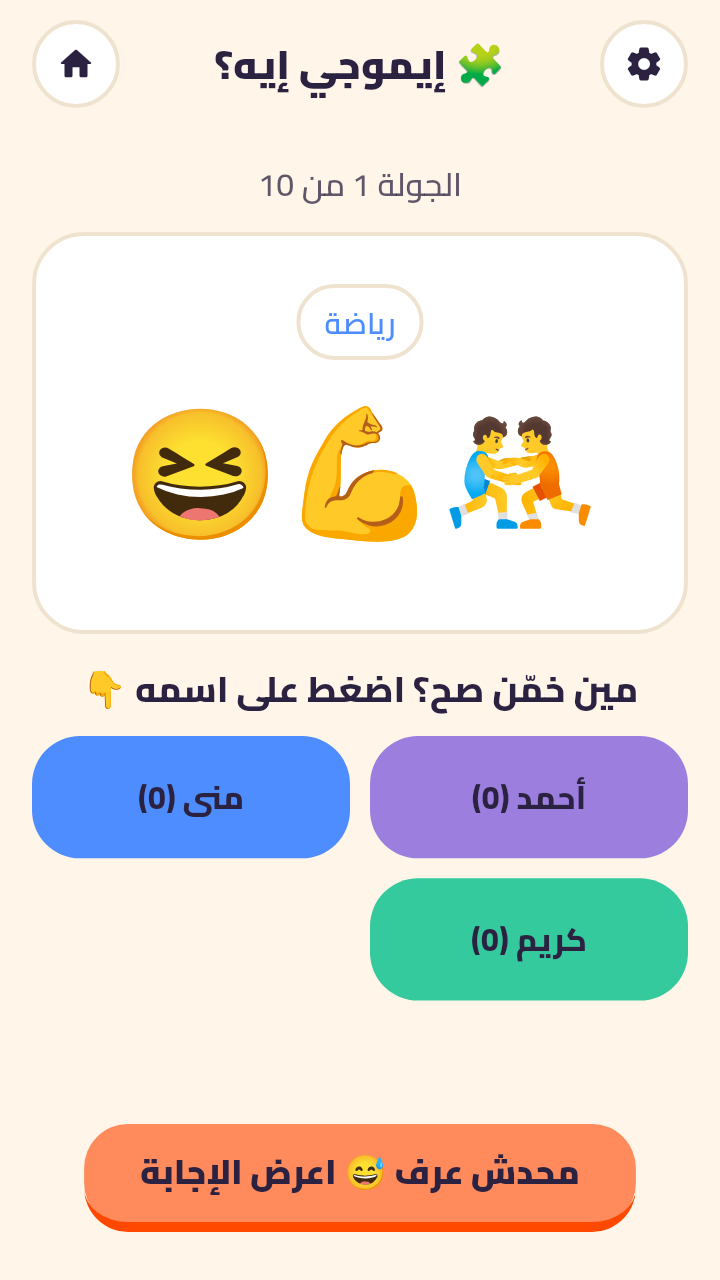 🧩 إيموجي إيه؟
الجولة 1 من 10
رياضة
مين خمّن صح؟ اضغط على اسمه 👇
أحمد (0)
منى (0)
كريم (0)
محدش عرف 😅 اعرض الإجابة